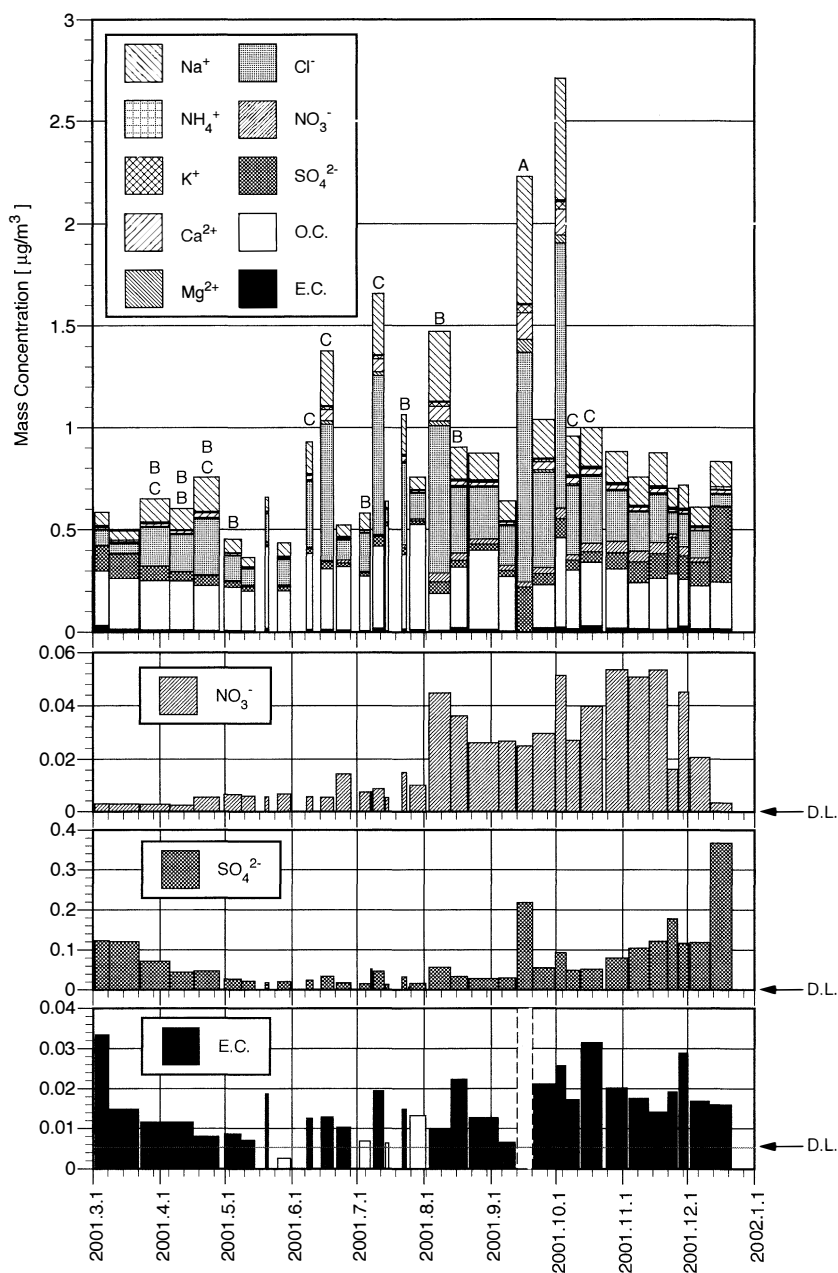 Mass Concentration [ μg/m³ ]
3
2.5
2
1.5
1
0.5
0
Na⁺
Cl⁻
NH₄⁺
NO₃⁻
K⁺
SO₄²⁻
Ca²⁺
O.C.
Mg²⁺
E.C.
B
C
B
B
B
C
B
C
C
B
C
B
B
B
A
C
C
0.06
0.04
0.02
0
NO₃⁻
D.L.
0.4
0.3
0.2
0.1
0
SO₄²⁻
D.L.
0.04
0.03
0.02
0.01
0
E.C.
D.L.
2001.3.1
2001.4.1
2001.5.1
2001.6.1
2001.7.1
2001.8.1
2001.9.1
2001.10.1
2001.11.1
2001.12.1
2002.1.1